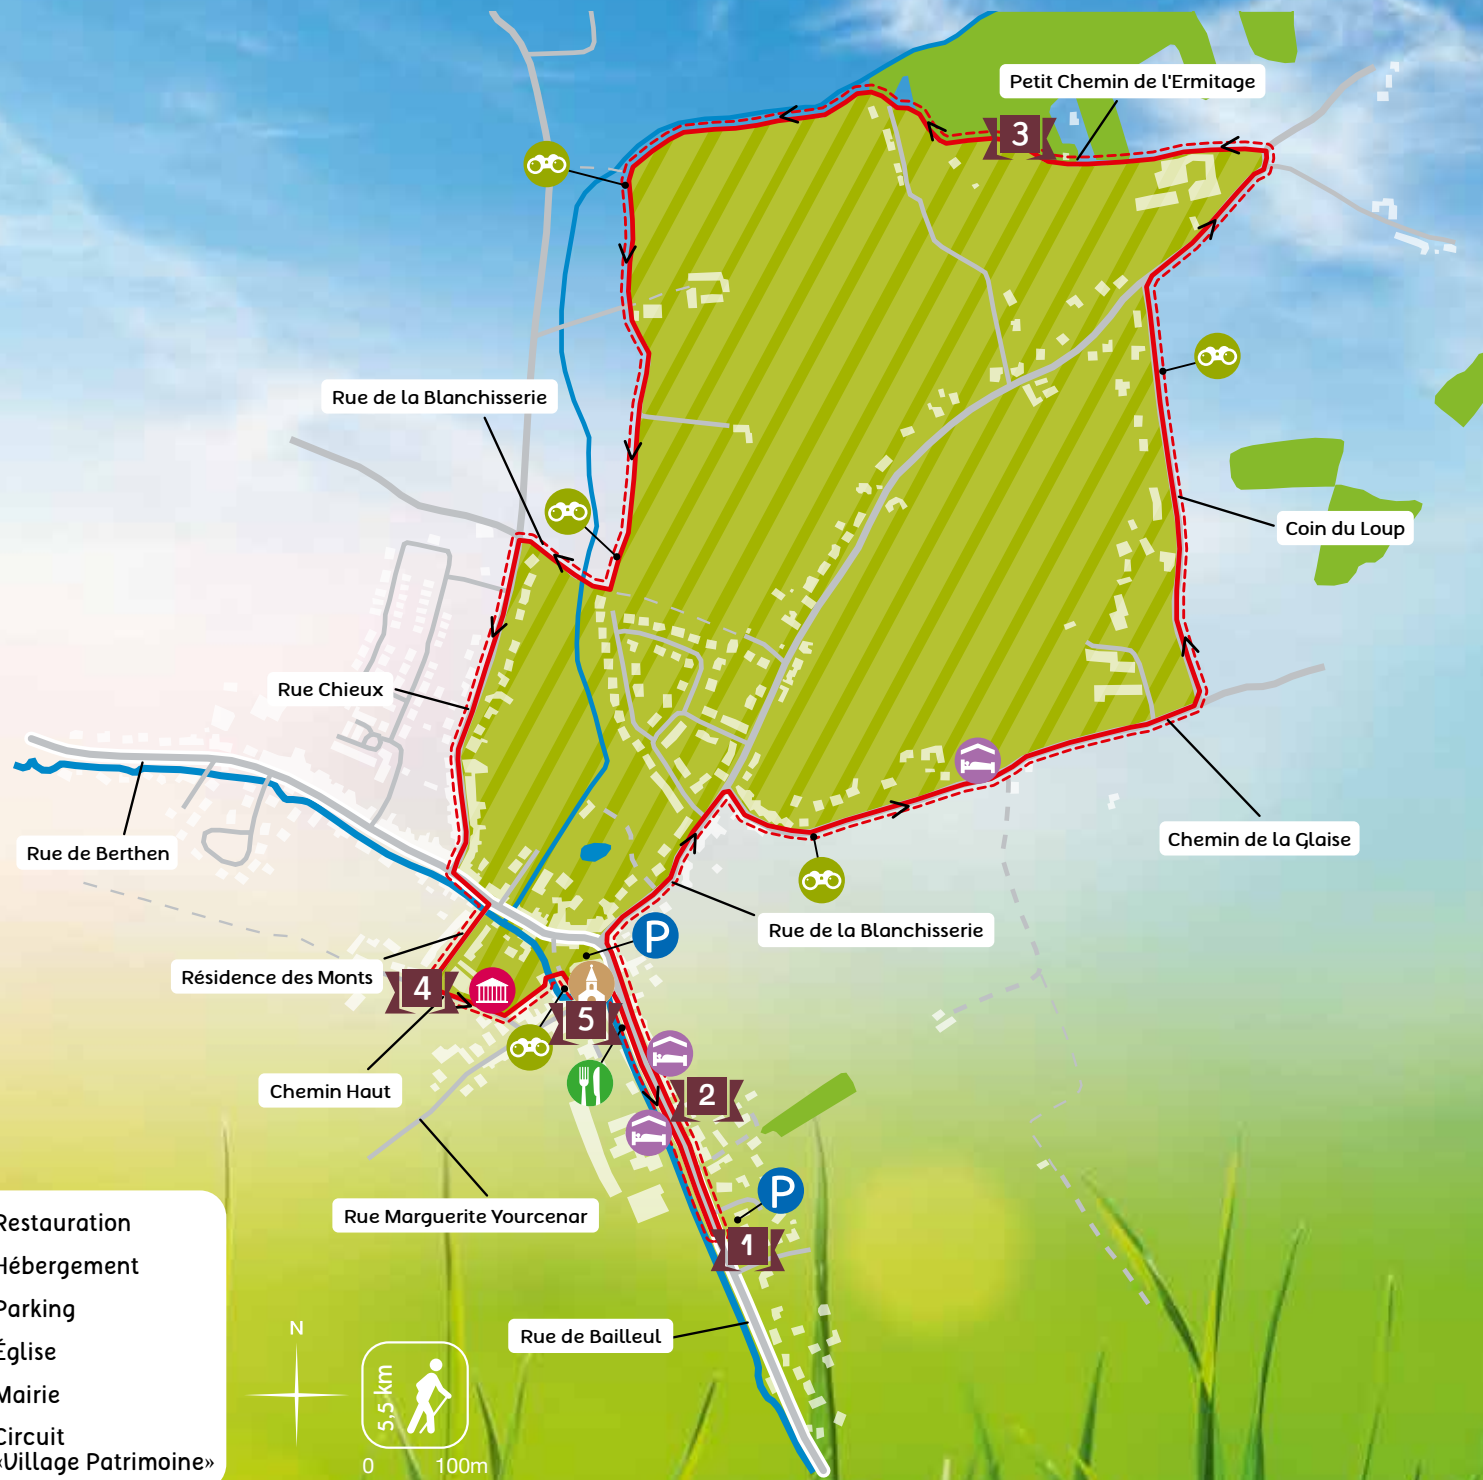 Petit Chemin de l'Ermitage
3
Rue de la Blanchisserie
Coin du Loup
Rue Chieux
Rue de Berthen
Chemin de la Glaise
Rue de la Blanchisserie
P
Résidence des Monts
4
5
Chemin Haut
2
Rue Marguerite Yourcenar
P
1
Rue de Bailleul
Restauration
Hébergement
Parking
Église
Mairie
Circuit
«Village Patrimoine»
N
5,5 km
0 100m